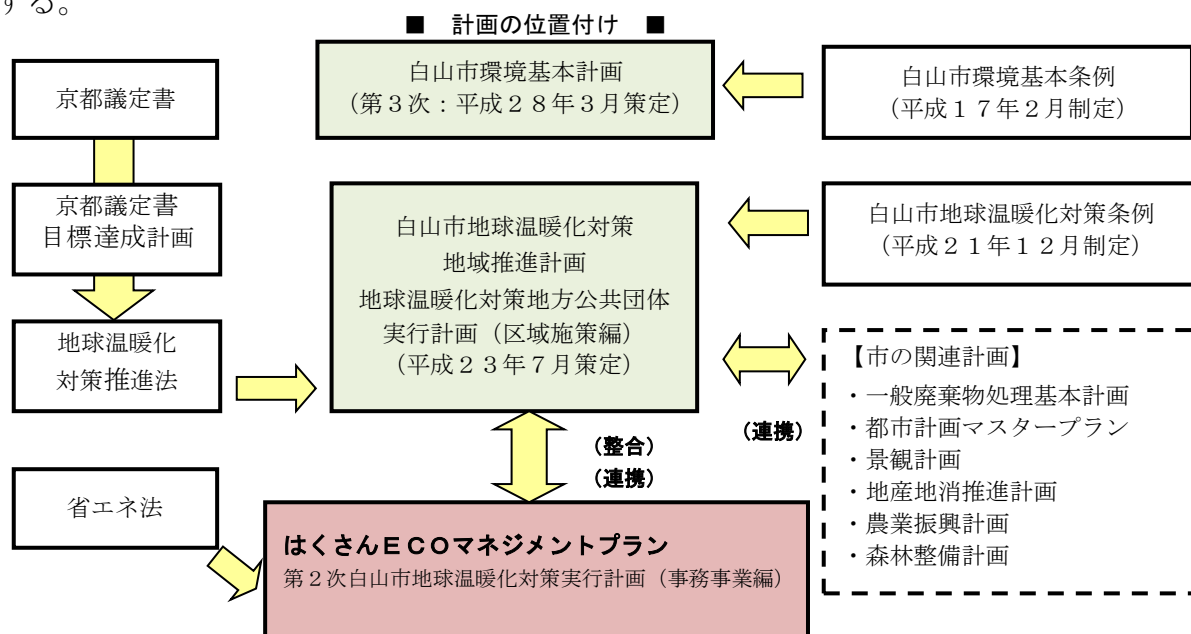 する。
■ 計画の位置付け ■
京都議定書
白山市環境基本計画
（第３次：平成２８年３月策定）
白山市環境基本条例
（平成１７年２月制定）
京都議定書
目標達成計画
白山市地球温暖化対策
地域推進計画
地球温暖化対策地方公共団体
実行計画（区域施策編）
（平成２３年７月策定）
白山市地球温暖化対策条例
（平成２１年１２月制定）
地球温暖化
対策推進法
【市の関連計画】
・一般廃棄物処理基本計画
・都市計画マスタープラン
・景観計画
・地産地消推進計画
・農業振興計画
・森林整備計画
（連携）
（整合）
（連携）
省エネ法
はくさんＥＣＯマネジメントプラン
第２次白山市地球温暖化対策実行計画（事務事業編）